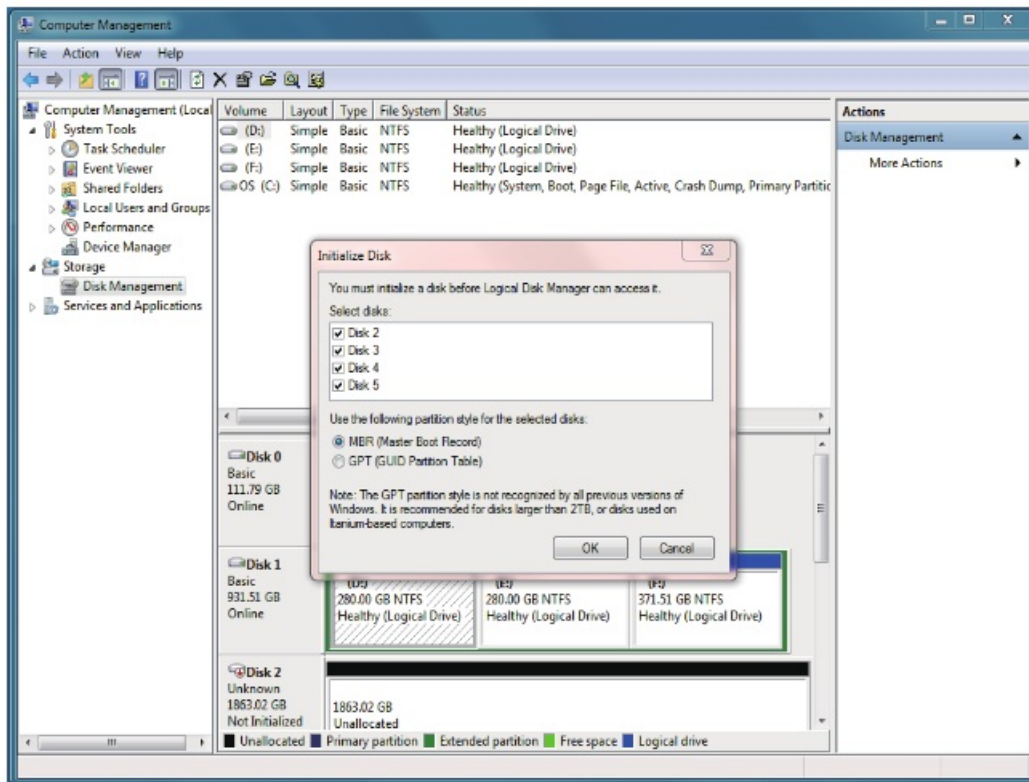 Computer Management
File Action View Help
Computer Management (Local
System Tools
Task Scheduler
Event Viewer
Shared Folders
Local Users and Groups
Performance
Device Manager
Storage
Disk Management
Services and Applications
Volume Layout Type File System Status
(D:) Simple Basic NTFS Healthy (Logical Drive)
(E:) Simple Basic NTFS Healthy (Logical Drive)
(F:) Simple Basic NTFS Healthy (Logical Drive)
OS (C:) Simple Basic NTFS Healthy (System, Boot, Page File, Active, Crash Dump, Primary Partitic
Actions
Disk Management
More Actions
Initialize Disk
You must initialize a disk before Logical Disk Manager can access it.
Select disks:
Disk 2
Disk 3
Disk 4
Disk 5
Use the following partition style for the selected disks:
MBR (Master Boot Record)
GPT (GUID Partition Table)
Note: The GPT partition style is not recognized by all previous versions of
Windows. It is recommended for disks larger than 2TB, or disks used on
Itanium-based computers.
OK Cancel
Disk 0
Basic
111.79 GB
Online
Disk 1
Basic
931.51 GB
Online
(D:)
280.00 GB NTFS
Healthy (Logical Drive)
(E:)
280.00 GB NTFS
Healthy (Logical Drive)
(F:)
371.51 GB NTFS
Healthy (Logical Drive)
Disk 2
Unknown
1863.02 GB
Not Initialized
1863.02 GB
Unallocated
Unallocated Primary partition Extended partition Free space Logical drive